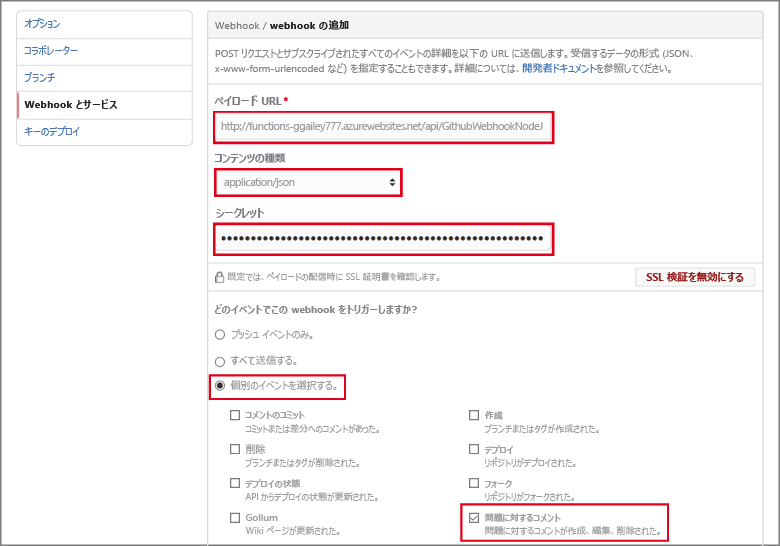 オプション
コラボレーター
ブランチ
Webhook とサービス
キーのデプロイ
Webhook / webhook の追加
POST リクエストとサブスクライブされたすべてのイベントの詳細を以下の URL に送信します。受信するデータの形式 (JSON、
x-www-form-urlencoded など) を指定することもできます。詳細については、開発者ドキュメントを参照してください。
ペイロード URL *
http://functions-ggailey777.azurewebsites.net/api/GithubWebhookNodeJ
コンテンツの種類
application/json
シークレット
既定では、ペイロードの配信時に SSL 証明書を確認します。
SSL 検証を無効にする
どのイベントでこの webhook をトリガーしますか?
プッシュ イベントのみ。
すべて送信する。
個別のイベントを選択する。
コメントのコミット
コミットまたは差分へのコメントがあった。
作成
ブランチまたはタグが作成された。
削除
ブランチまたはタグが削除された。
デプロイ
リポジトリがデプロイされた。
デプロイの状態
API からデプロイの状態が更新された。
フォーク
リポジトリがフォークされた。
Gollum
Wiki ページが更新された。
問題に対するコメント
問題に対するコメントが作成、編集、削除された。